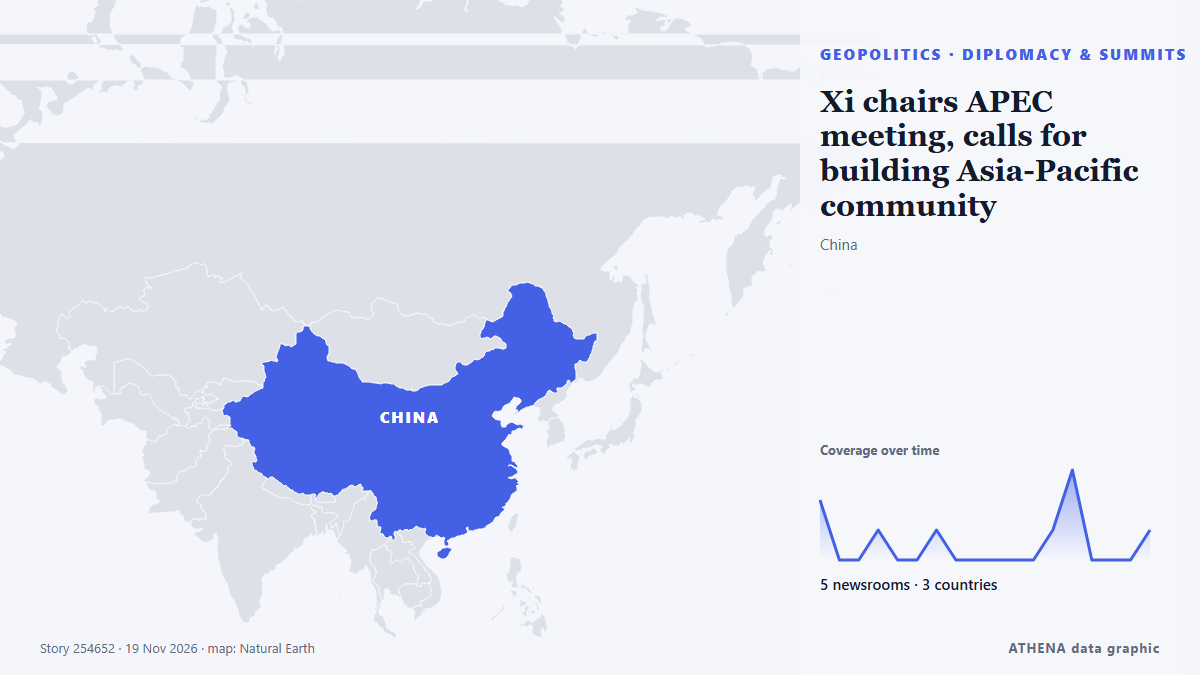 GEOPOLITICS · DIPLOMACY & SUMMITS
Xi chairs APEC
meeting, calls for
building Asia-Pacific
community
China
CHINA
Coverage over time
5 newsrooms · 3 countries
Story 254652 · 19 Nov 2026 · map: Natural Earth
ATHENA data graphic